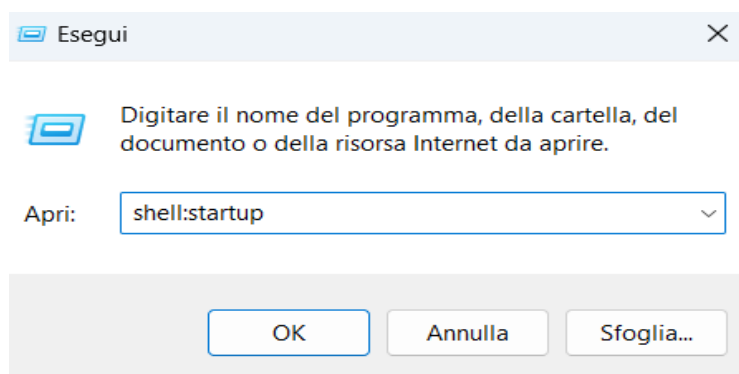 Esegui
Digitare il nome del programma, della cartella, del
documento o della risorsa Internet da aprire.
Apri: shell:startup
OK Annulla Sfoglia...